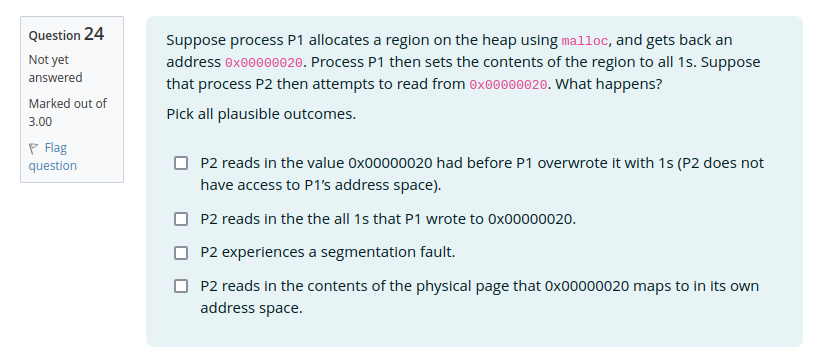 Question 24
Not yet
answered
Marked out of
3.00
Flag
question
Suppose process P1 allocates a region on the heap using malloc, and gets back an
address 0x00000020. Process P1 then sets the contents of the region to all 1s. Suppose
that process P2 then attempts to read from 0x00000020. What happens?
Pick all plausible outcomes.
P2 reads in the value 0x00000020 had before P1 overwrote it with 1s (P2 does not
have access to P1's address space).
P2 reads in the the all 1s that P1 wrote to 0x00000020.
P2 experiences a segmentation fault.
P2 reads in the contents of the physical page that 0x00000020 maps to in its own
address space.